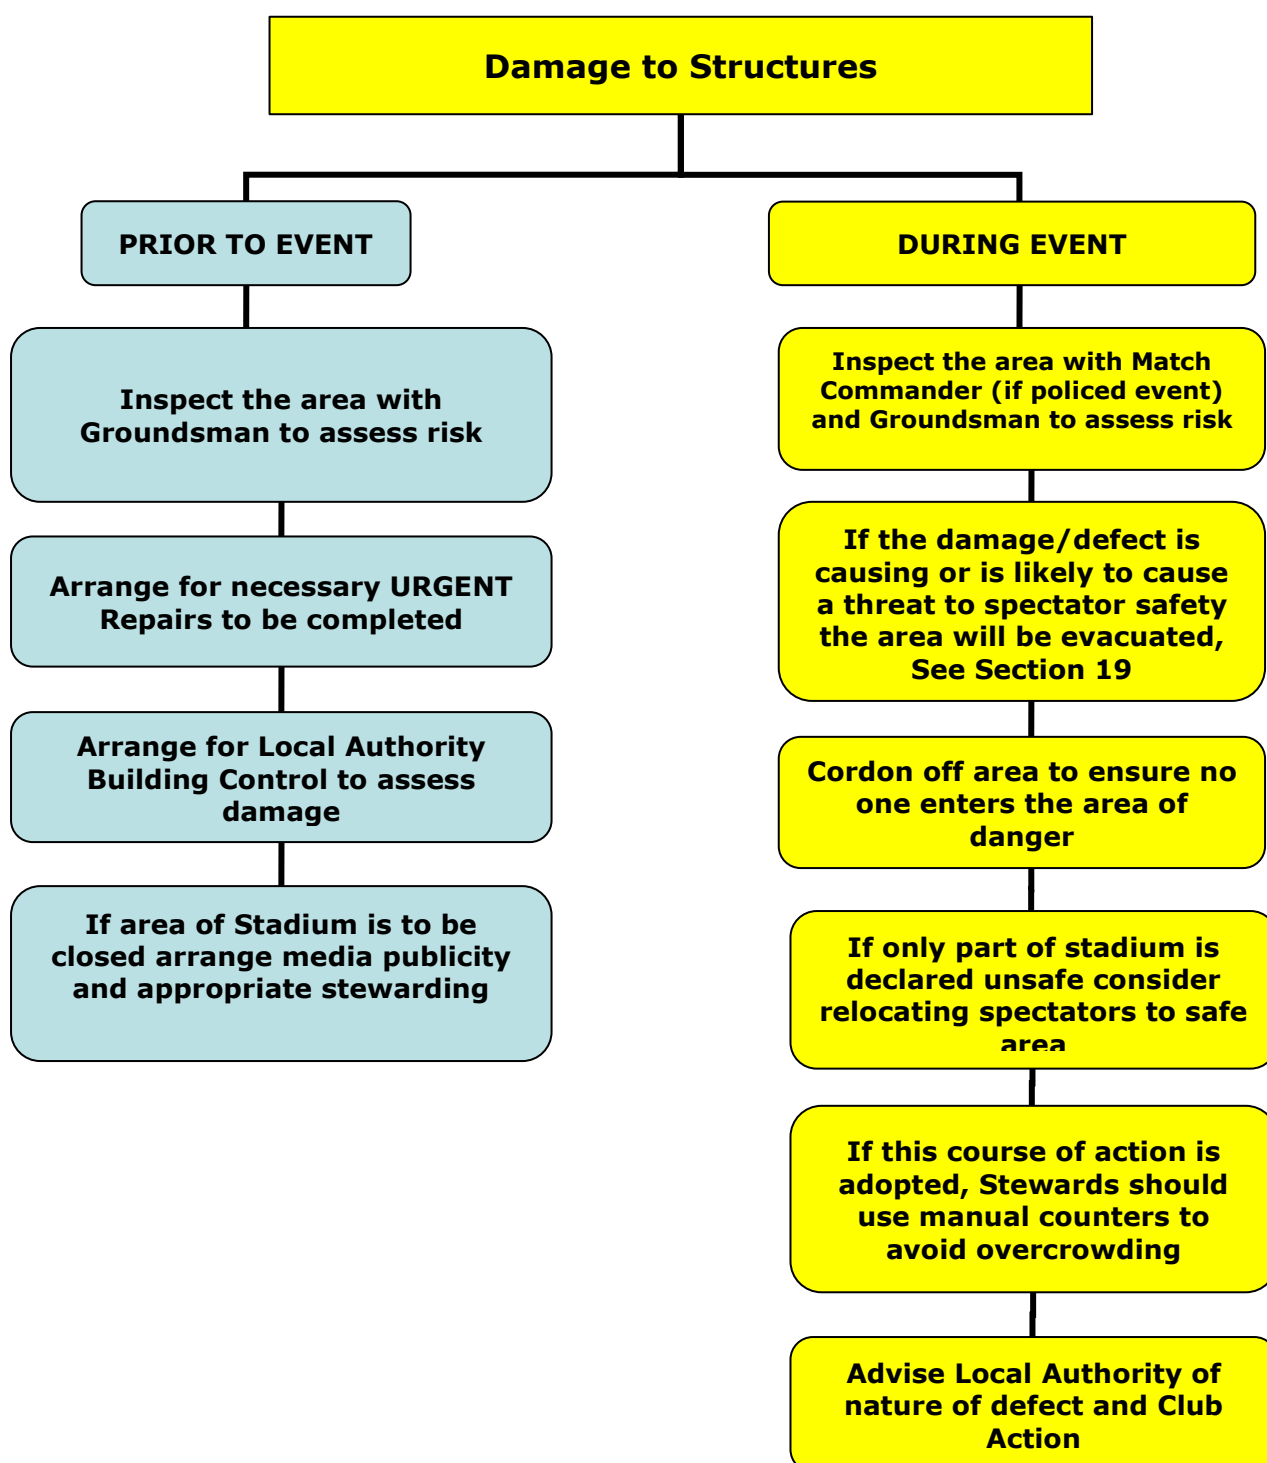 Damage to Structures
PRIOR TO EVENT
Inspect the area with
Groundsman to assess risk
Arrange for necessary URGENT
Repairs to be completed
Arrange for Local Authority
Building Control to assess
damage
If area of Stadium is to be
closed arrange media publicity
and appropriate stewarding
DURING EVENT
Inspect the area with Match
Commander (if policed event)
and Groundsman to assess risk
If the damage/defect is
causing or is likely to cause
a threat to spectator safety
the area will be evacuated,
See Section 19
Cordon off area to ensure no
one enters the area of
danger
If only part of stadium is
declared unsafe consider
relocating spectators to safe
area
If this course of action is
adopted, Stewards should
use manual counters to
avoid overcrowding
Advise Local Authority of
nature of defect and Club
Action